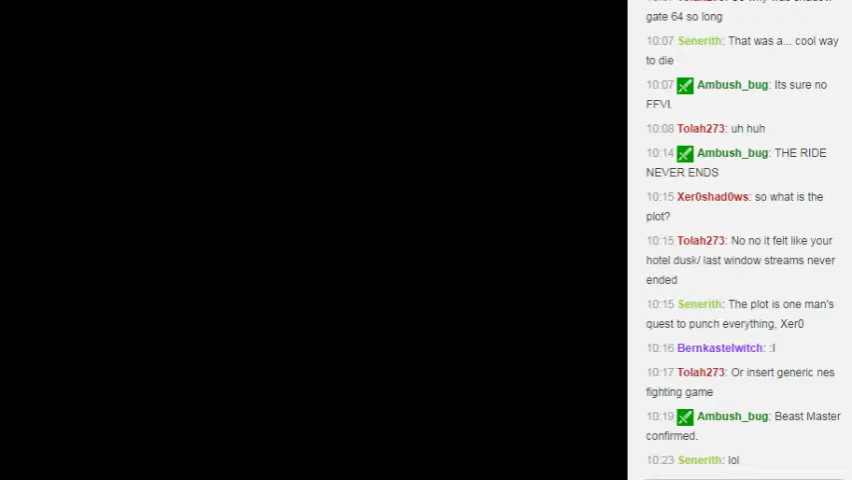 gate 64 so long
10:07 Senerith: That was a... cool way
to die
10:07 Ambush_bug: Its sure no
FFVI.
10:08 Tolah273: uh huh
10:14 Ambush_bug: THE RIDE
NEVER ENDS
10:15 Xer0shad0ws: so what is the
plot?
10:15 Tolah273: No no it felt like your
hotel dusk/ last window streams never
ended
10:15 Senerith: The plot is one man's
quest to punch everything, Xer0
10:16 Bernkastelwitch: :I
10:17 Tolah273: Or insert generic nes
fighting game
10:19 Ambush_bug: Beast Master
confirmed.
10:23 Senerith: lol